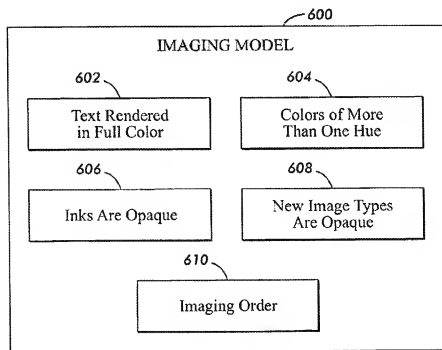 600
IMAGING MODEL
602
Text Rendered
in Full Color
604
Colors of More
Than One Hue
606
Inks Are Opaque
608
New Image Types
Are Opaque
610
Imaging Order